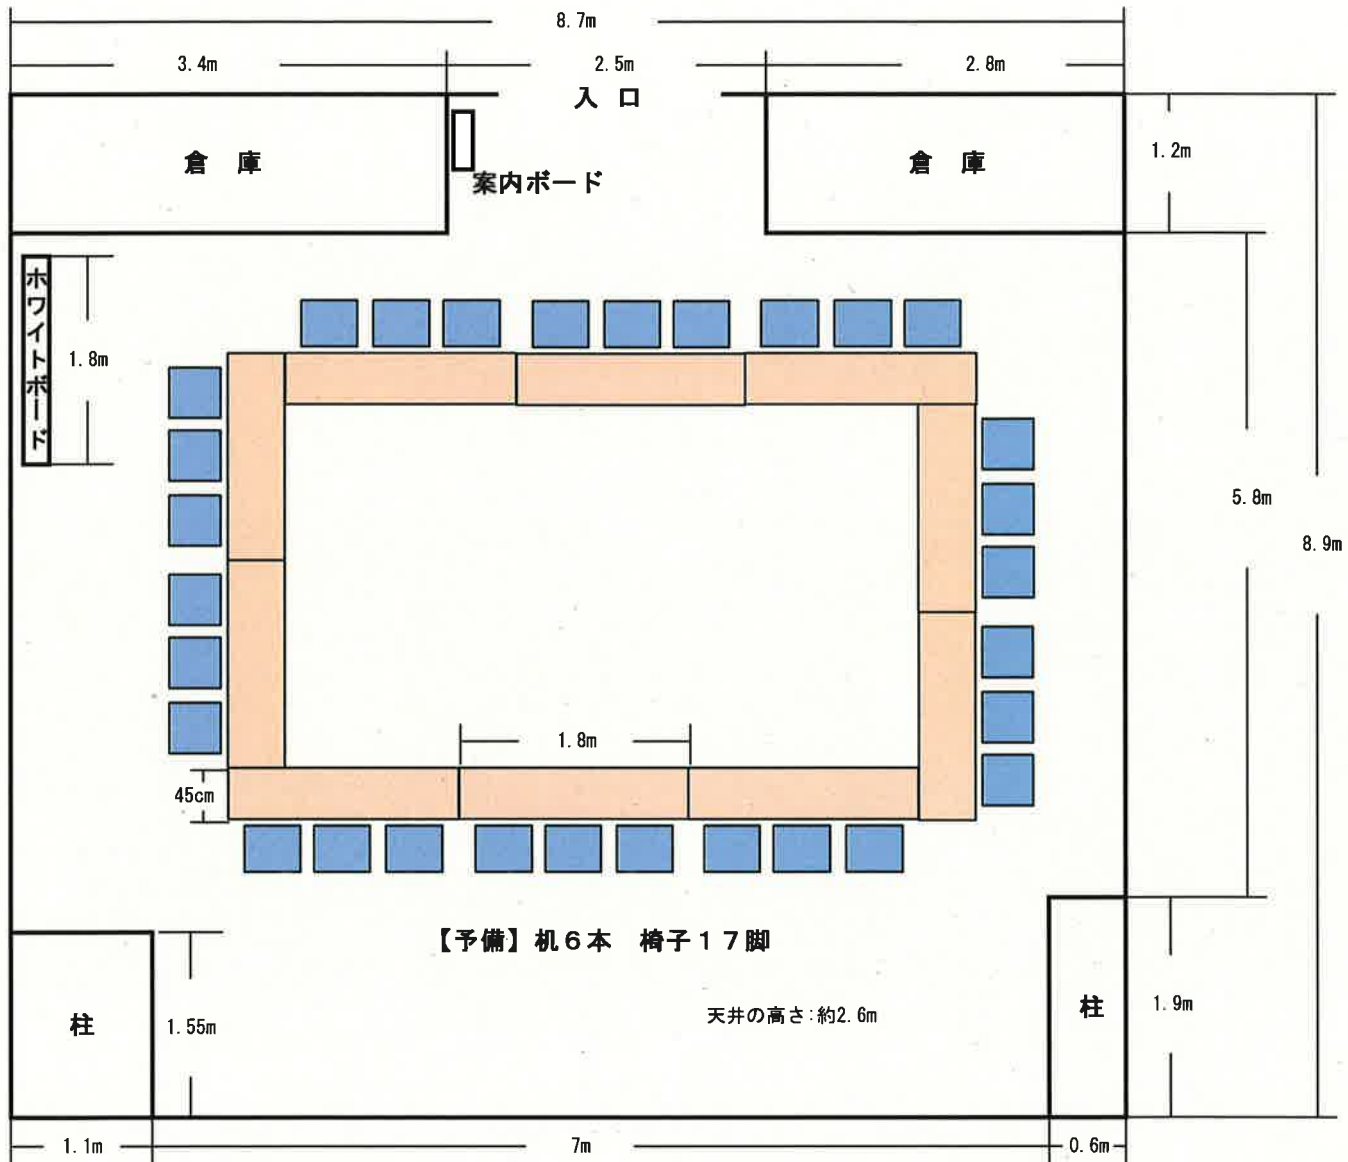 8.7m
3.4m
2.5m
2.8m
入 口
倉 庫
案内ボード
倉 庫
1.2m
ホワイトボード
1.8m
5.8m
8.9m
1.8m
45cm
【予備】机6本 椅子17脚
天井の高さ:約2.6m
柱
1.55m
柱
1.9m
1.1m
7m
0.6m